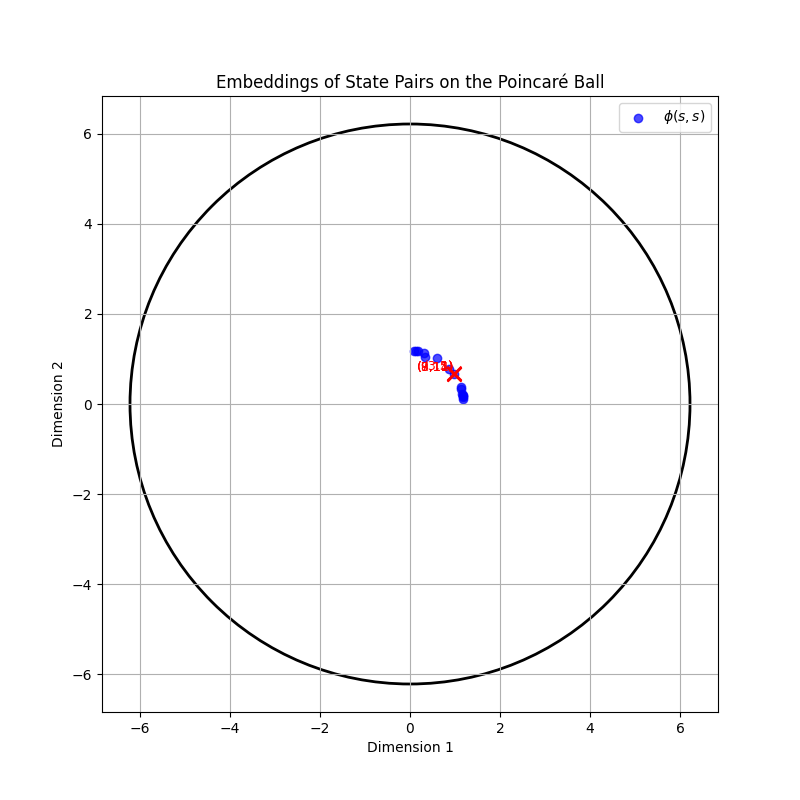 Embeddings of State Pairs on the Poincaré Ball
ϕ(s, s)
6
4
2
0
−2
−4
−6
Dimension 2
−6 −4 −2 0 2 4 6
Dimension 1